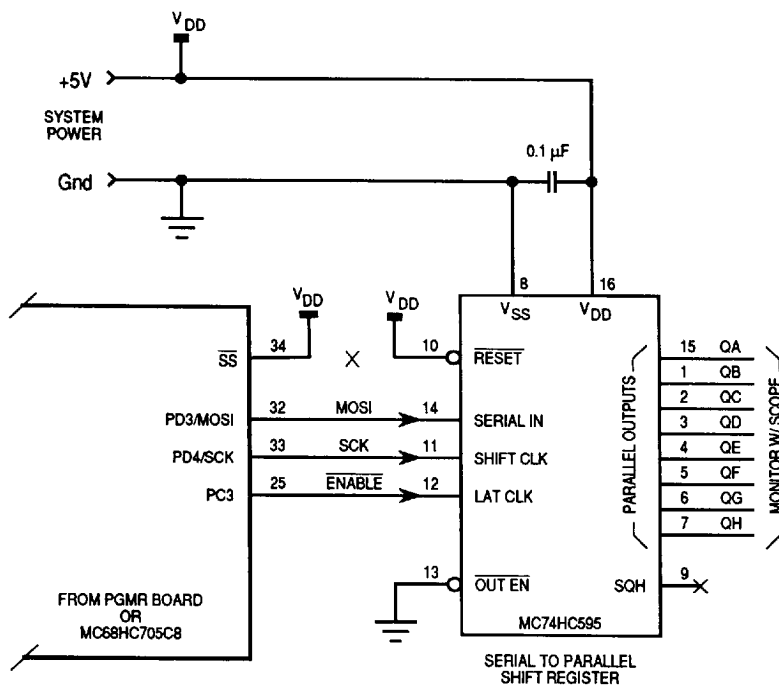 VDD
+5V
SYSTEM
POWER
0.1 µF
Gnd
8
16
VSS
VDD
VDD
VDD
SS
34
10
RESET
15 QA
1 QB
2 QC
3 QD
4 QE
5 QF
6 QG
7 QH
PARALLEL OUTPUTS
MONITOR W/ SCOPE
PD3/MOSI
32
MOSI
14
SERIAL IN
PD4/SCK
33
SCK
11
SHIFT CLK
PC3
25
ENABLE
12
LAT CLK
13
OUT EN
SQH
9
FROM PGMR BOARD
OR
MC68HC705C8
MC74HC595
SERIAL TO PARALLEL
SHIFT REGISTER